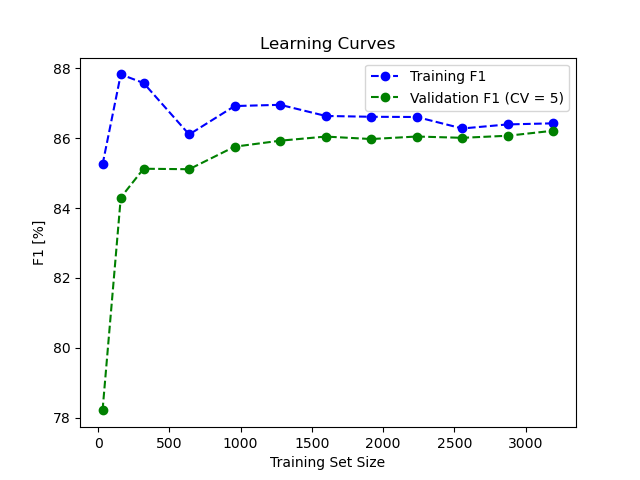 Learning Curves
Training F1
Validation F1 (CV = 5)
88
86
84
82
80
78
F1 [%]
0 500 1000 1500 2000 2500 3000
Training Set Size